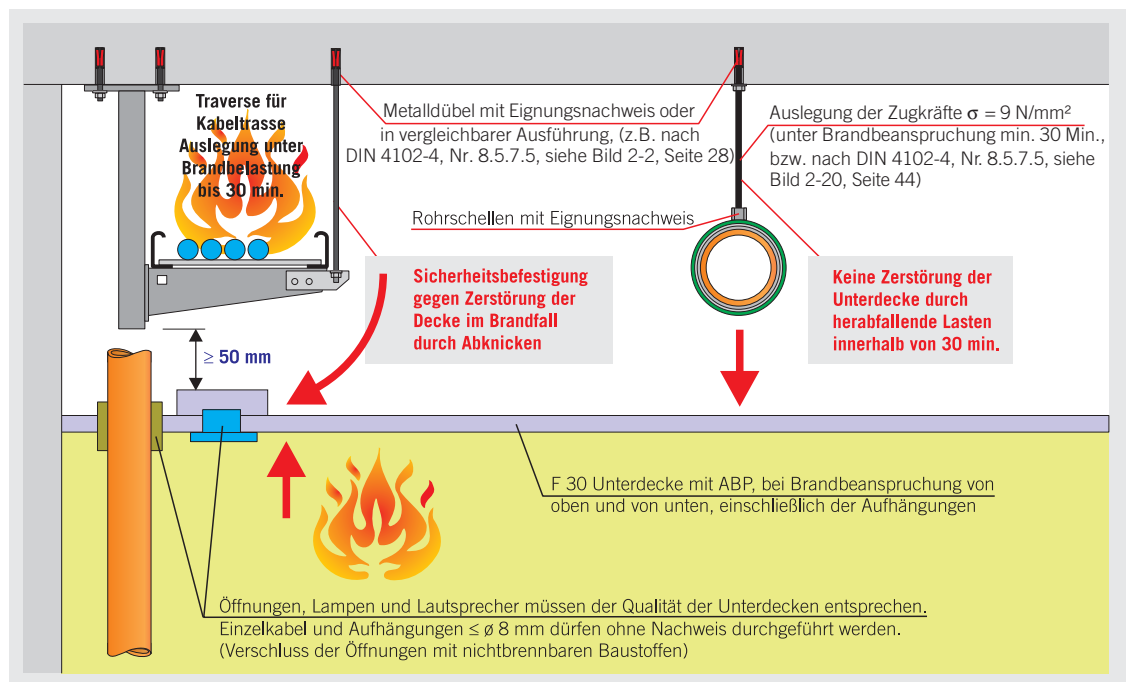 Traverse für
Kabeltrasse
Auslegung unter
Brandbelastung
bis 30 min.
Metalldübel mit Eignungsnachweis oder
in vergleichbarer Ausführung, (z.B. nach
DIN 4102-4, Nr. 8.5.7.5, siehe Bild 2-2, Seite 28)
Auslegung der Zugkräfte σ = 9 N/mm²
(unter Brandbeanspruchung min. 30 Min.,
bzw. nach DIN 4102-4, Nr. 8.5.7.5, siehe
Bild 2-20, Seite 44)
Rohrschellen mit Eignungsnachweis
Sicherheitsbefestigung
gegen Zerstörung der
Decke im Brandfall
durch Abknicken
Keine Zerstörung der
Unterdecke durch
herabfallende Lasten
innerhalb von 30 min.
≥ 50 mm
F 30 Unterdecke mit ABP, bei Brandbeanspruchung von
oben und von unten, einschließlich der Aufhängungen
Öffnungen, Lampen und Lautsprecher müssen der Qualität der Unterdecken entsprechen.
Einzelkabel und Aufhängungen ≤ ø 8 mm dürfen ohne Nachweis durchgeführt werden.
(Verschluss der Öffnungen mit nichtbrennbaren Baustoffen)